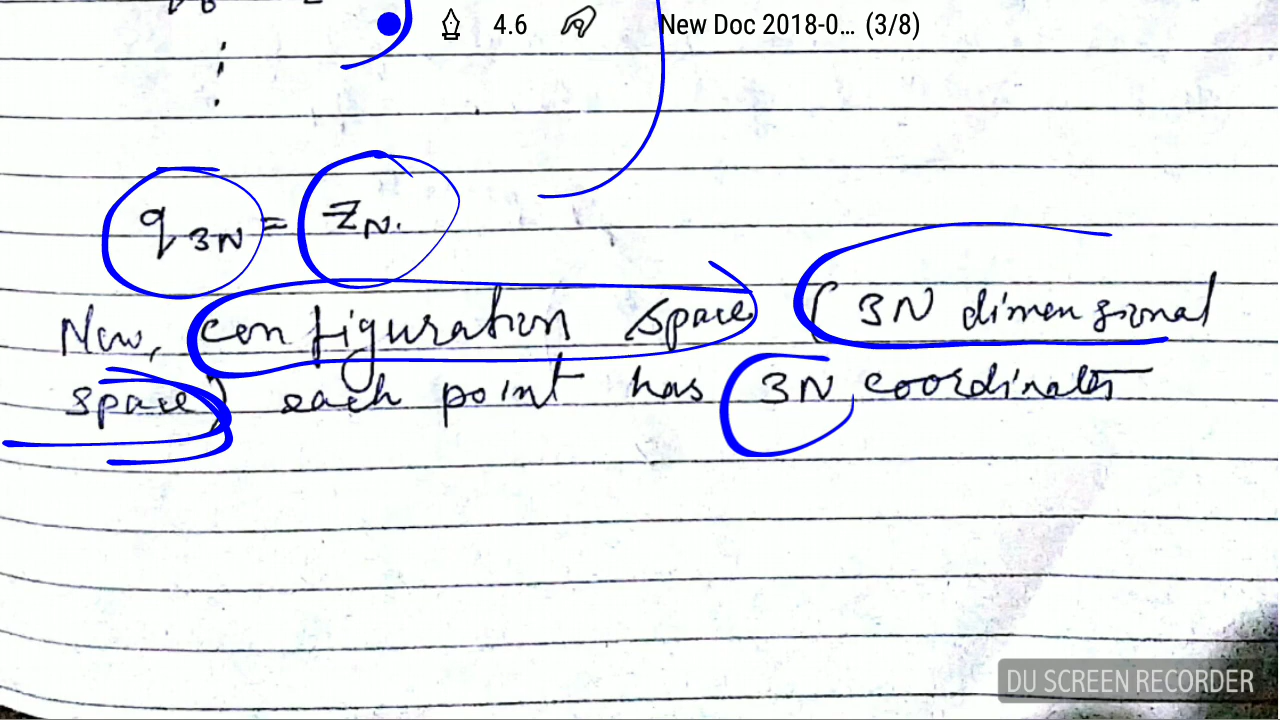 4.6 New Doc 2018-0... (3/8)
q3N = ZN.
Now, configuration space ( 3N dimensional
space) each point has 3N coordinates
DU SCREEN RECORDER